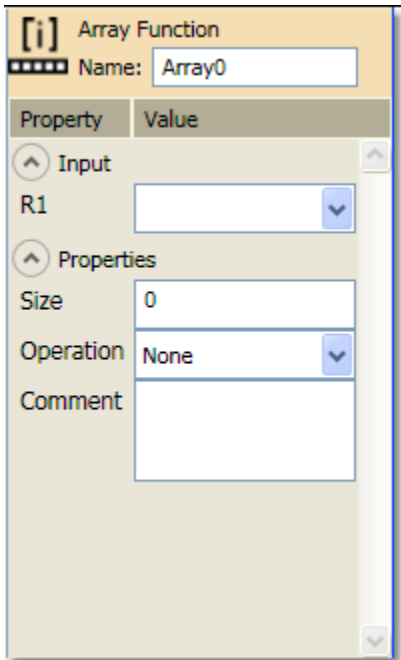 [i] Array Function
Name: Array0
Property Value
Input
R1
Properties
Size 0
Operation None
Comment